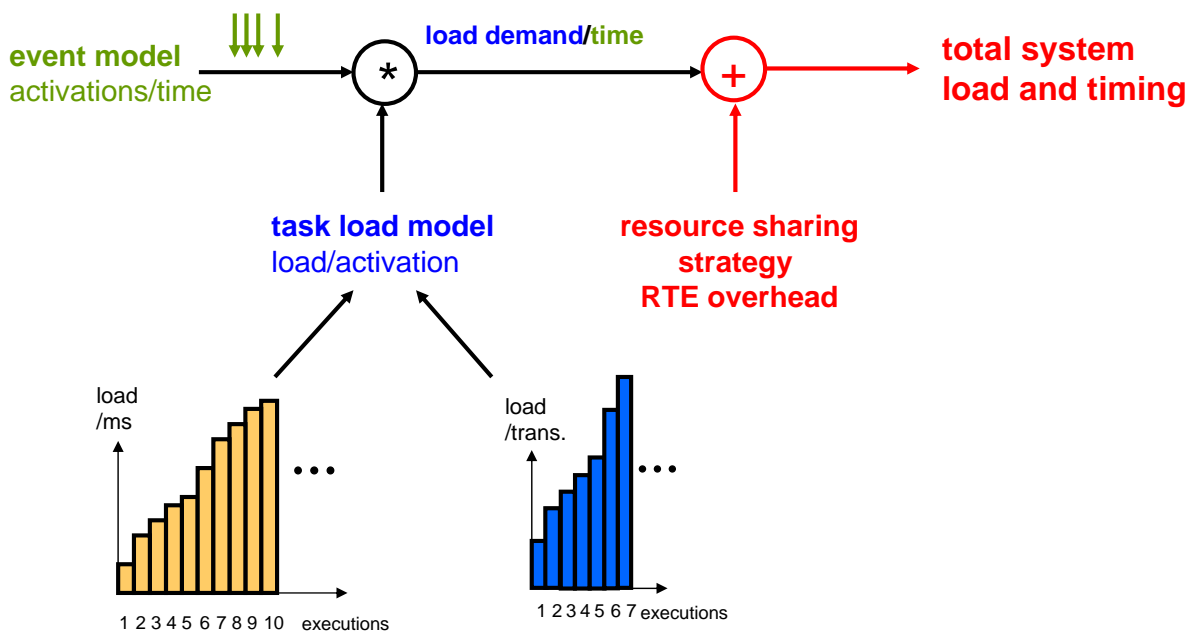 event model
activations/time
*
load demand/time
+
total system
load and timing
task load model
load/activation
resource sharing
strategy
RTE overhead
load
/ms
1 2 3 4 5 6 7 8 9 10 executions
load
/trans.
1 2 3 4 5 6 7 executions